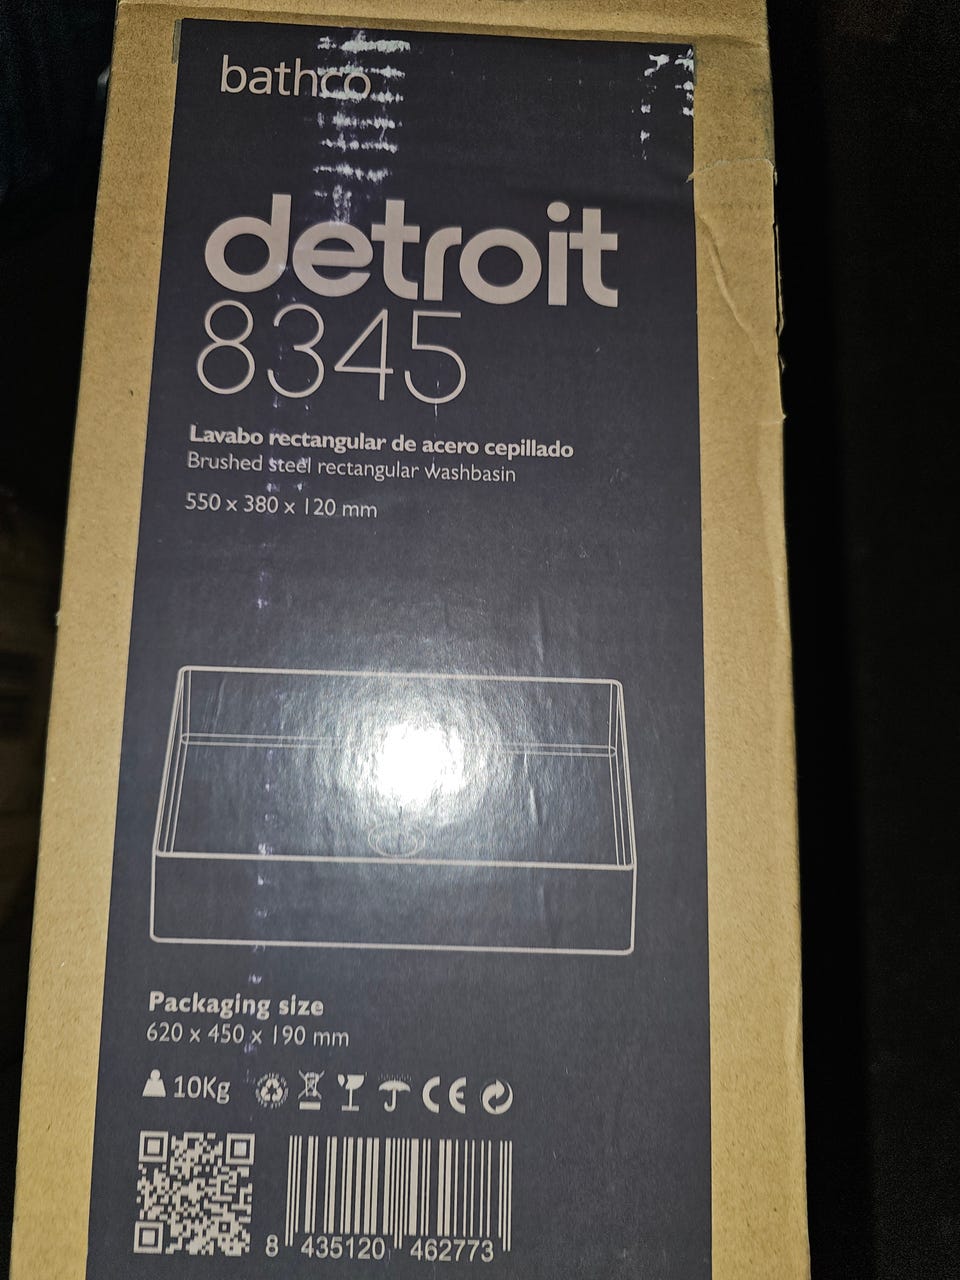 bathco
detroit
8345
Lavabo rectangular de acero cepillado
Brushed steel rectangular washbasin
550 x 380 x 120 mm
Packaging size
620 x 450 x 190 mm
10Kg
CE
8 435120 462773